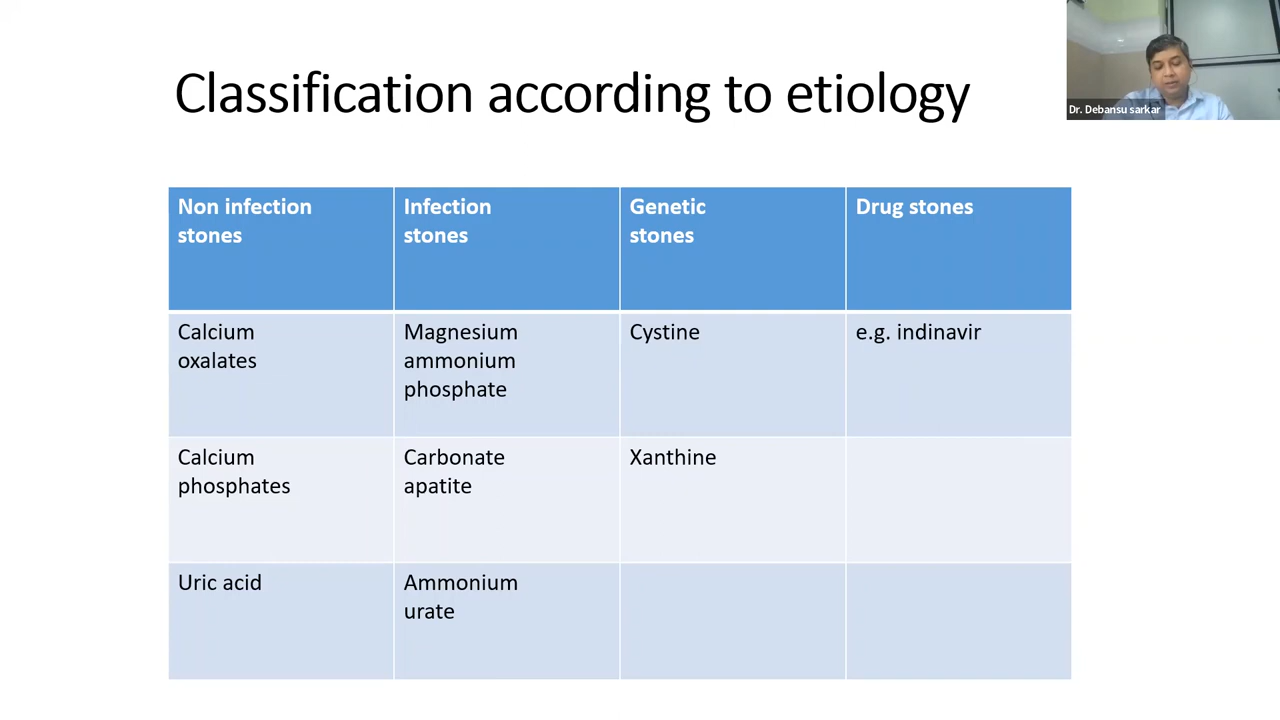 Classification according to etiology
Dr. Debansu sarkar
Non infection
stones
Infection
stones
Genetic
stones
Drug stones
Calcium
oxalates
Magnesium
ammonium
phosphate
Cystine
e.g. indinavir
Calcium
phosphates
Carbonate
apatite
Xanthine
Uric acid
Ammonium
urate